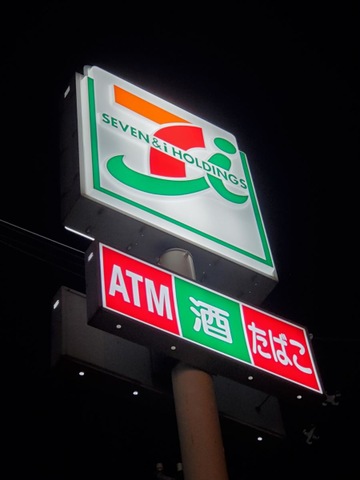 SEVEN & i HOLDINGS
ATM 酒 たばこ